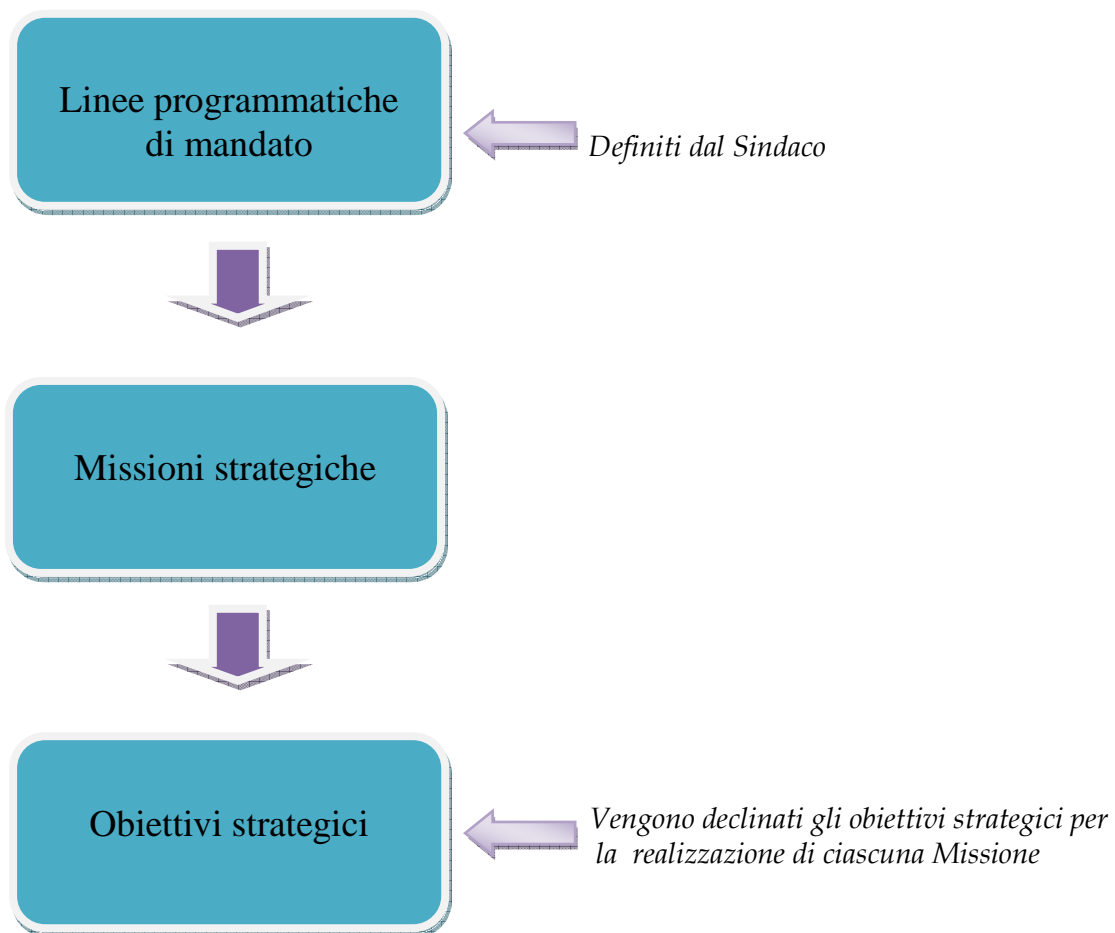 Linee programmatiche
di mandato
Definiti dal Sindaco
Missioni strategiche
Obiettivi strategici
Vengono declinati gli obiettivi strategici per
la realizzazione di ciascuna Missione